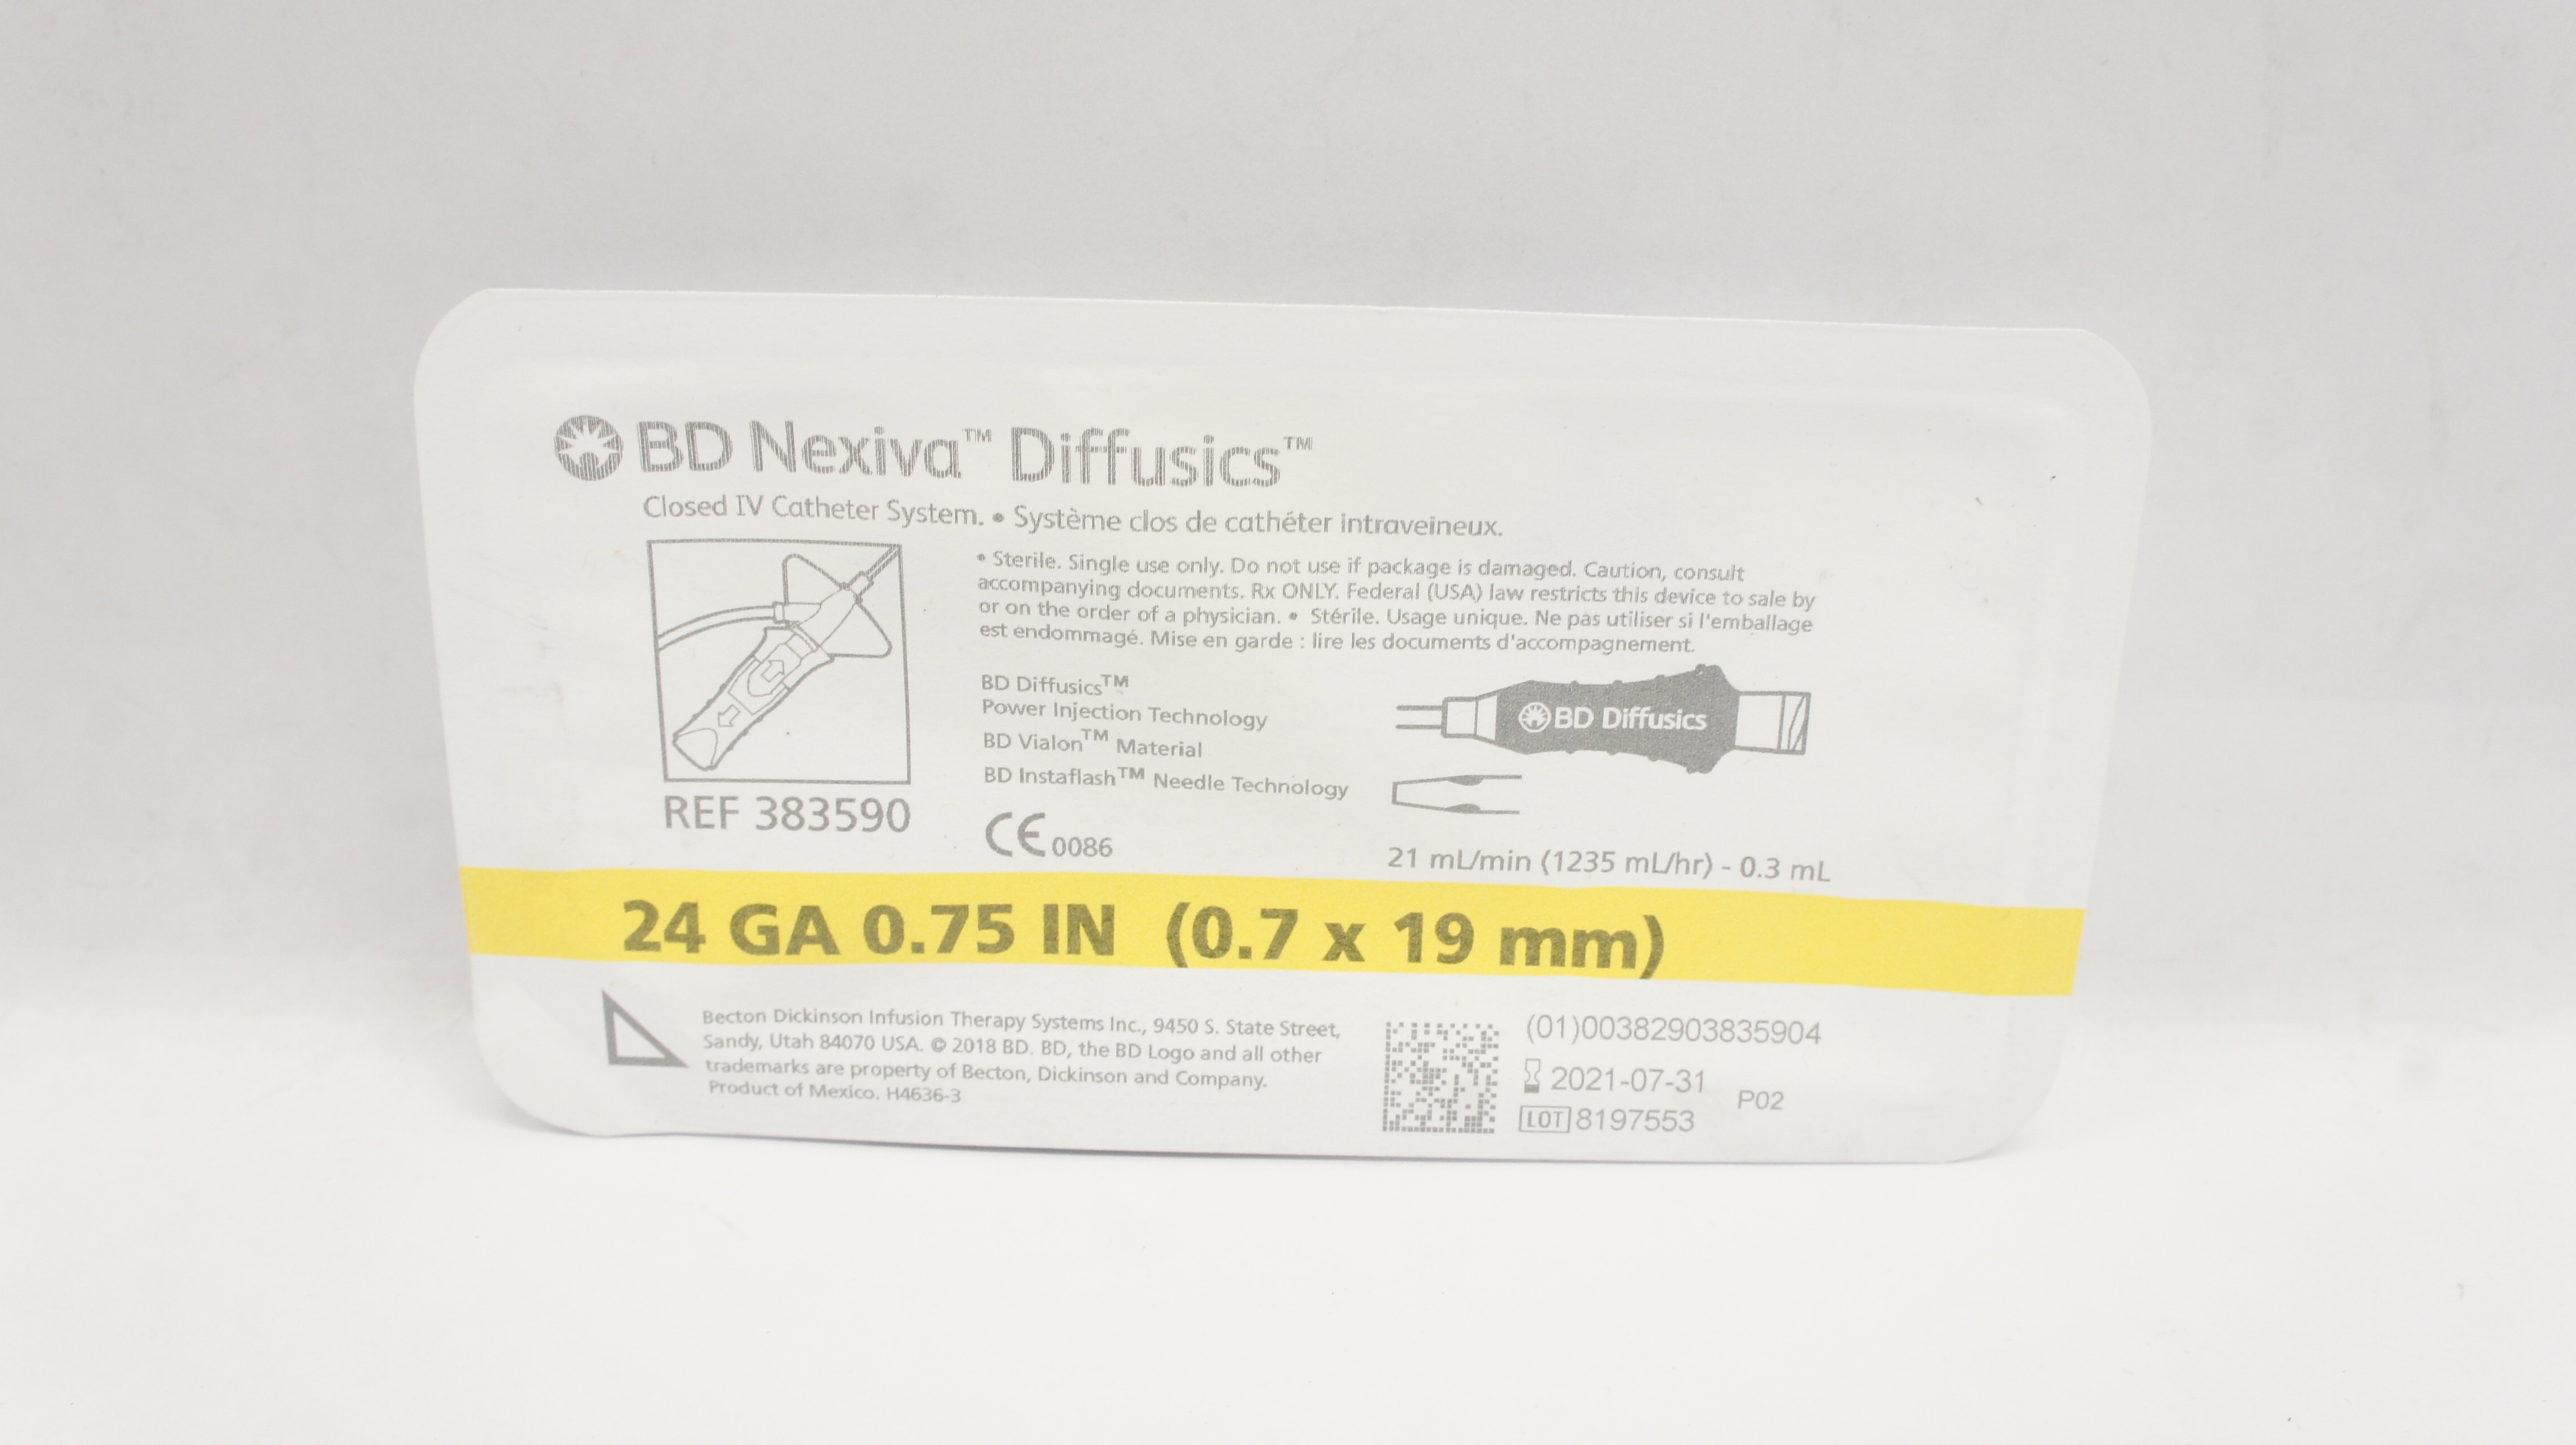 BD Nexiva™ Diffusics™
Closed IV Catheter System. • Système clos de cathéter intraveineux.
• Sterile. Single use only. Do not use if package is damaged. Caution, consult
accompanying documents. Rx ONLY. Federal (USA) law restricts this device to sale by
or on the order of a physician. • Stérile. Usage unique. Ne pas utiliser si l'emballage
est endommagé. Mise en garde : lire les documents d'accompagnement.
BD Diffusics™
Power Injection Technology
BD Vialon™ Material
BD Instaflash™ Needle Technology
BD Diffusics
REF 383590
CE 0086
21 mL/min (1235 mL/hr) - 0.3 mL
24 GA 0.75 IN (0.7 x 19 mm)
Becton Dickinson Infusion Therapy Systems Inc., 9450 S. State Street,
Sandy, Utah 84070 USA. © 2018 BD. BD, the BD Logo and all other
trademarks are property of Becton, Dickinson and Company.
Product of Mexico. H4636-3
(01)00382903835904
2021-07-31
P02
LOT 8197553